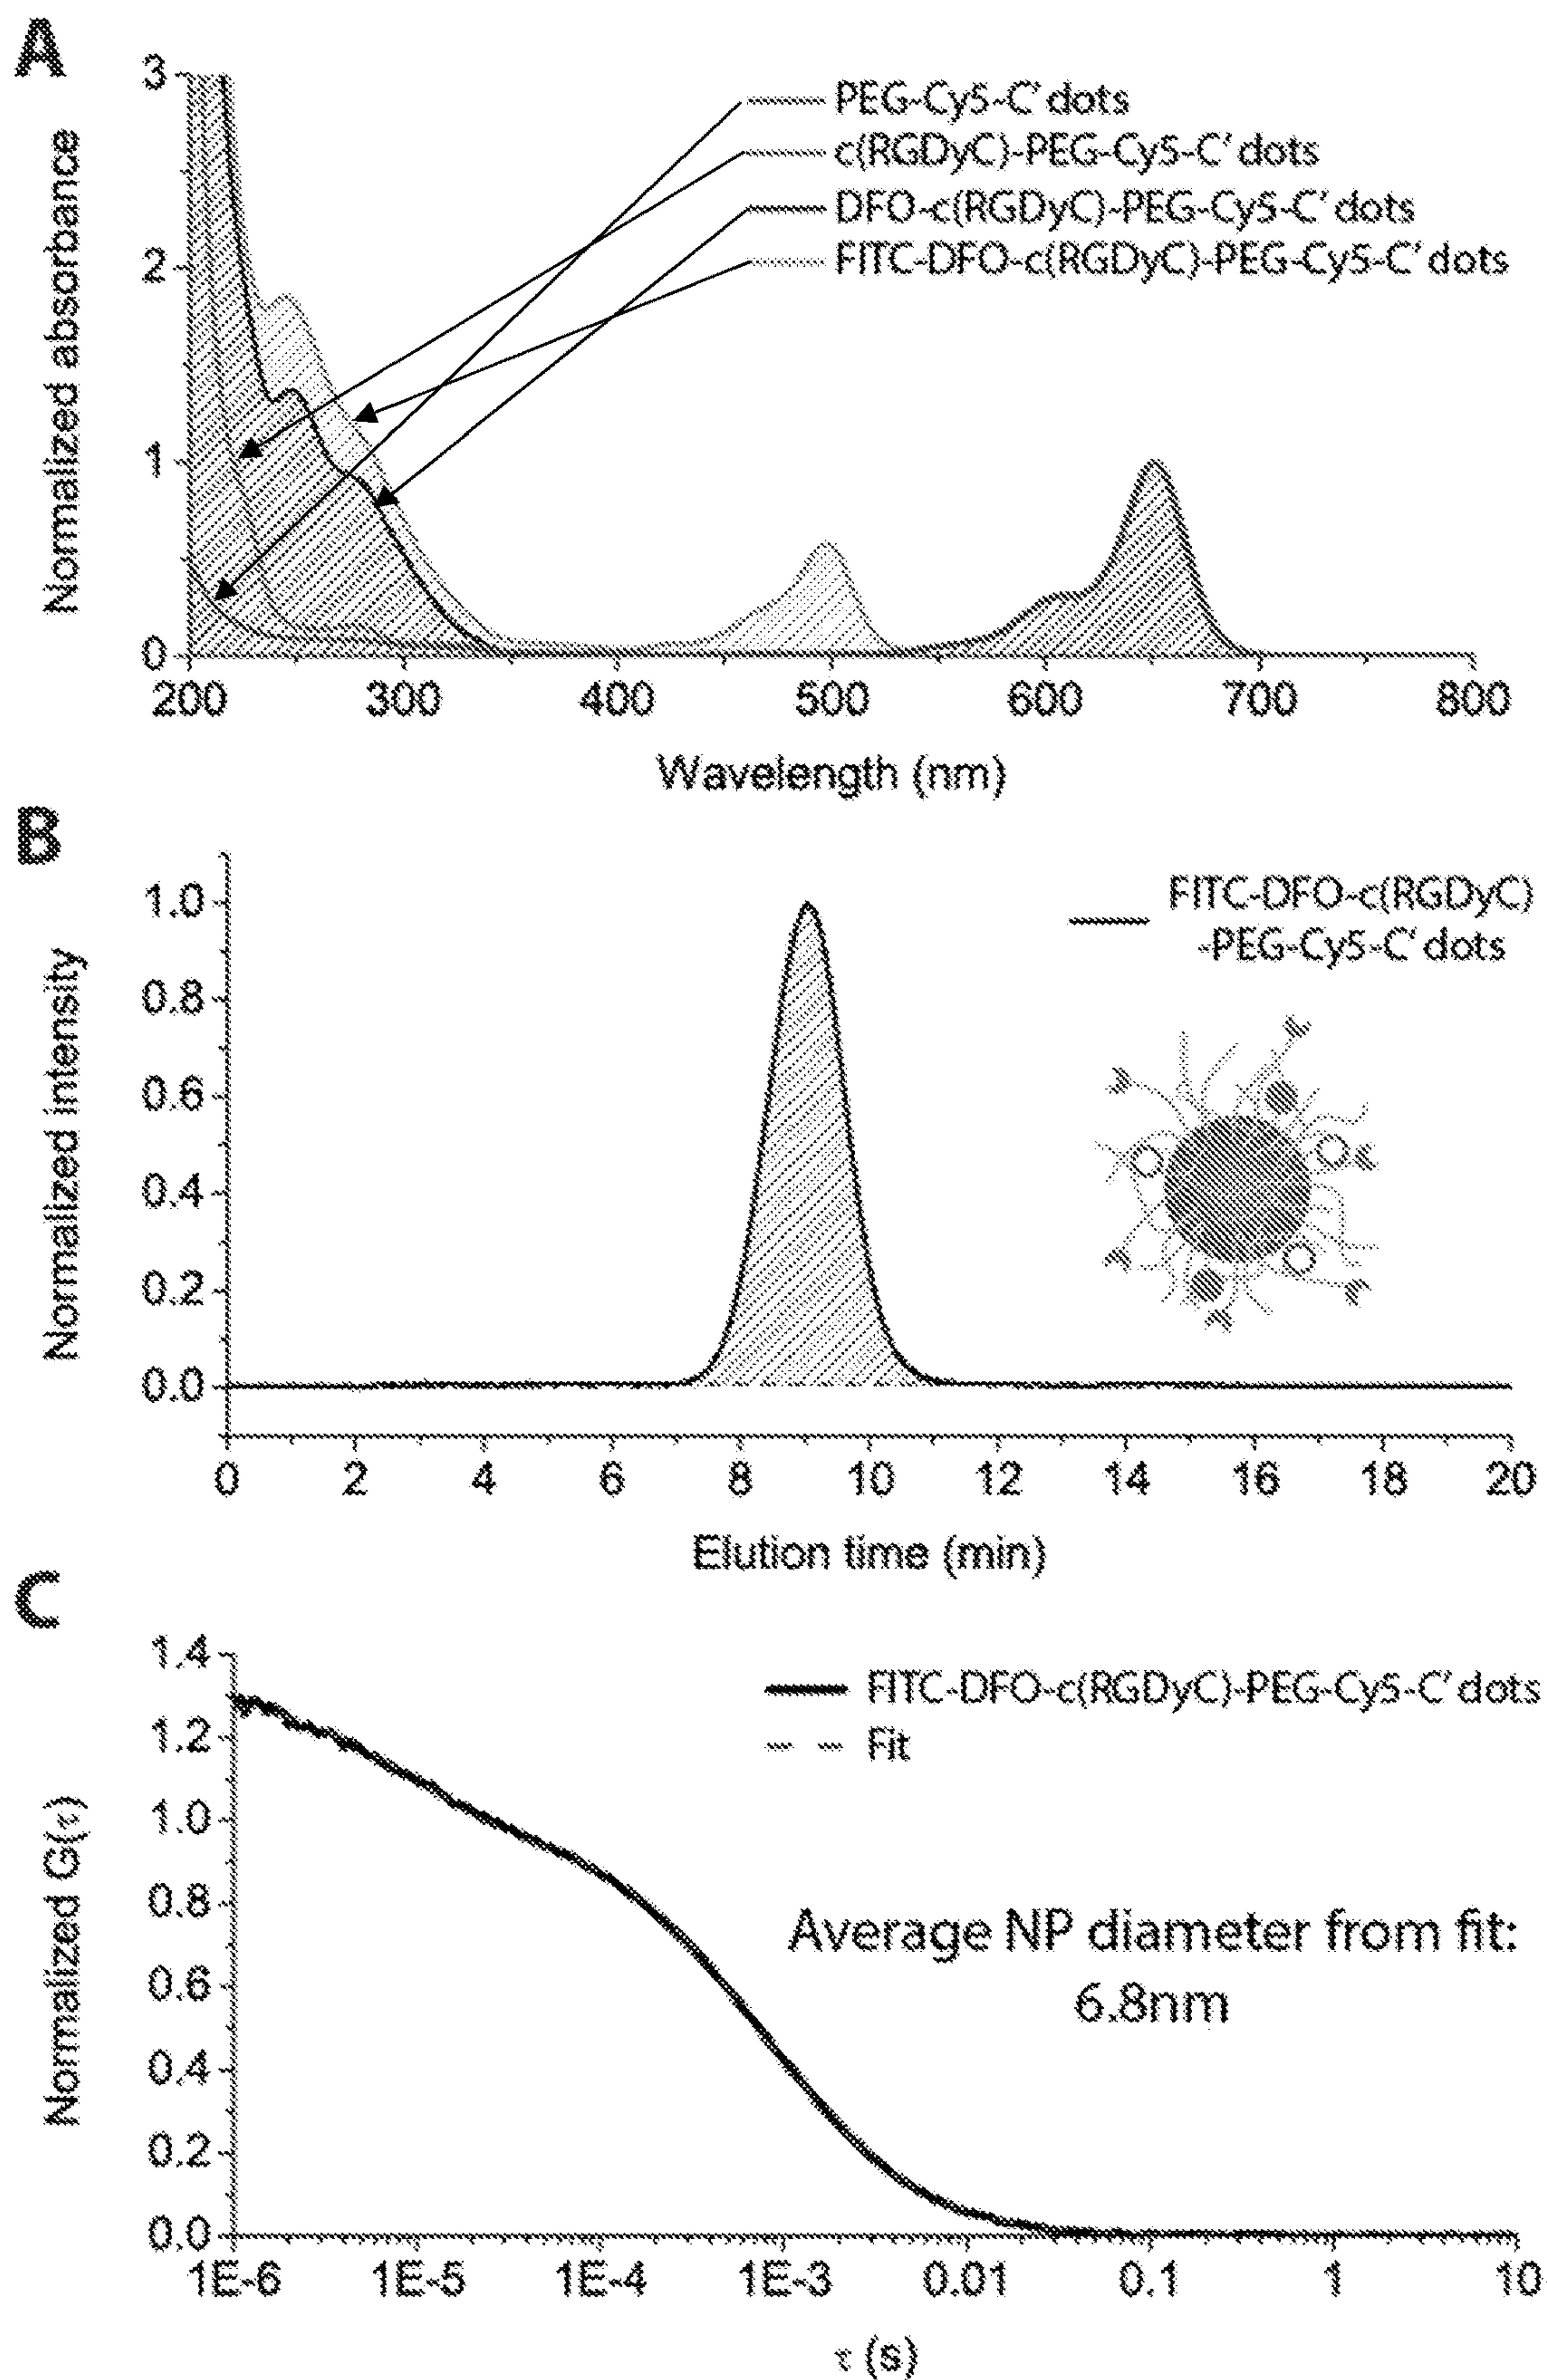 A
3
2
1
0
Normalized absorbance
PEG-Cy5-C' dots
c(RGDyC)-PEG-Cy5-C' dots
DFO-c(RGDyC)-PEG-Cy5-C' dots
FITC-DFO-c(RGDyC)-PEG-Cy5-C' dots
200 300 400 500 600 700 800
Wavelength (nm)
B
1.0
0.8
0.6
0.4
0.2
0.0
Normalized intensity
FITC-DFO-c(RGDyC)
-PEG-Cy5-C' dots
0 2 4 6 8 10 12 14 16 18 20
Elution time (min)
C
1.4
1.2
1.0
0.8
0.6
0.4
0.2
0.0
Normalized G(τ)
FITC-DFO-c(RGDyC)-PEG-Cy5-C' dots
Fit
Average NP diameter from fit:
6.8nm
1E-6 1E-5 1E-4 1E-3 0.01 0.1 1 10
τ (s)